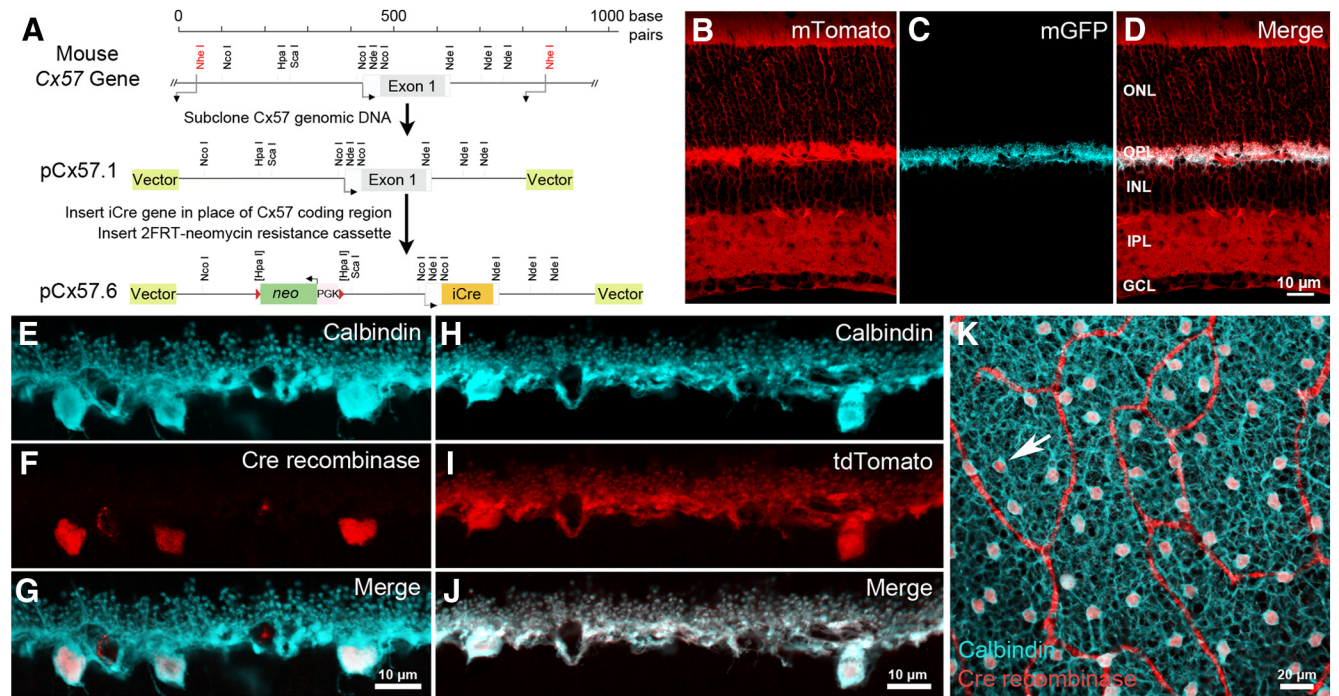 A
0 500 1000 base pairs
Mouse
Cx57 Gene
Nhe I Nco I Hpa I Sca I Nco I Nde I Nco I Nde I Nde I Nde I Nhe I
Exon 1
Subclone Cx57 genomic DNA
pCx57.1
Nco I Hpa I Sca I Nco I Nde I Nco I Nde I Nde I Nde I
Vector Exon 1 Vector
Insert iCre gene in place of Cx57 coding region
Insert 2FRT-neomycin resistance cassette
pCx57.6
Nco I [Hpa I] [Hpa I] Sca I Nco I Nde I Nco I Nde I Nde I Nde I
Vector neo PGK iCre Vector
B mTomato
C mGFP
D Merge
ONL
OPL
INL
IPL
GCL
10 µm
E Calbindin
F Cre recombinase
G Merge
10 µm
H Calbindin
I tdTomato
J Merge
10 µm
K
Calbindin
Cre recombinase
20 µm